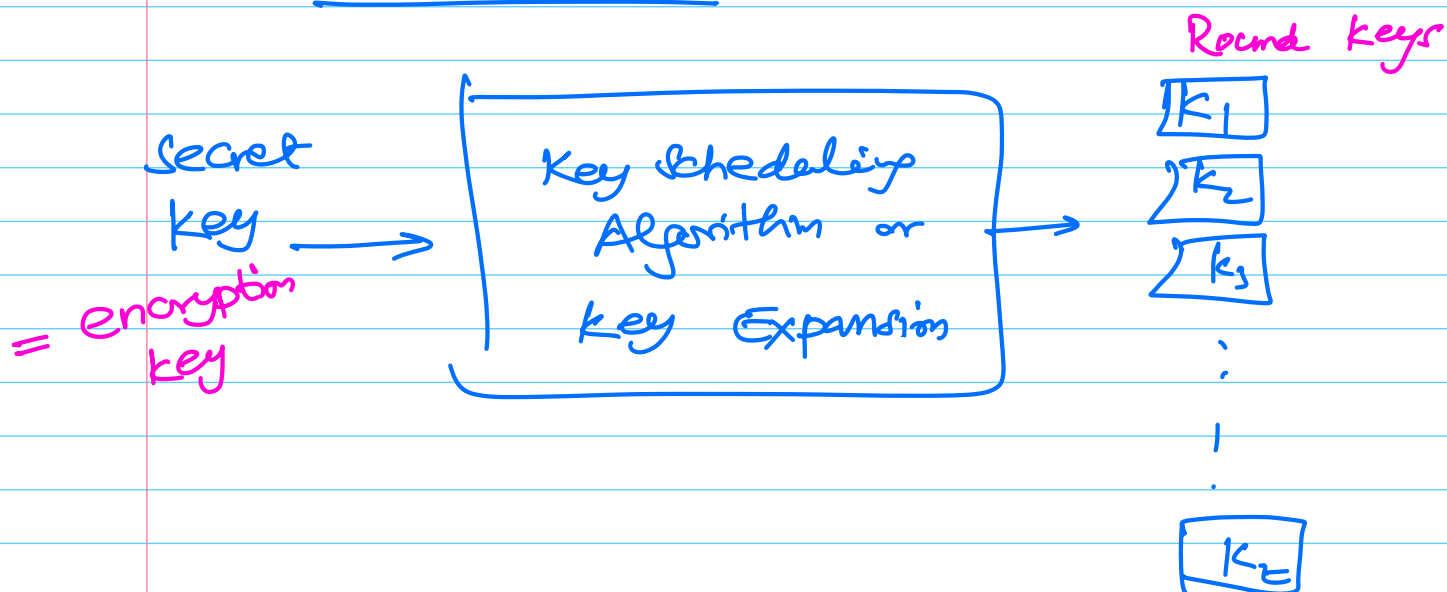 Round Keys
K1
K2
K3
secret
key
= encryption
key
Key Scheduling
Algorithm or
key Expansion
Kt